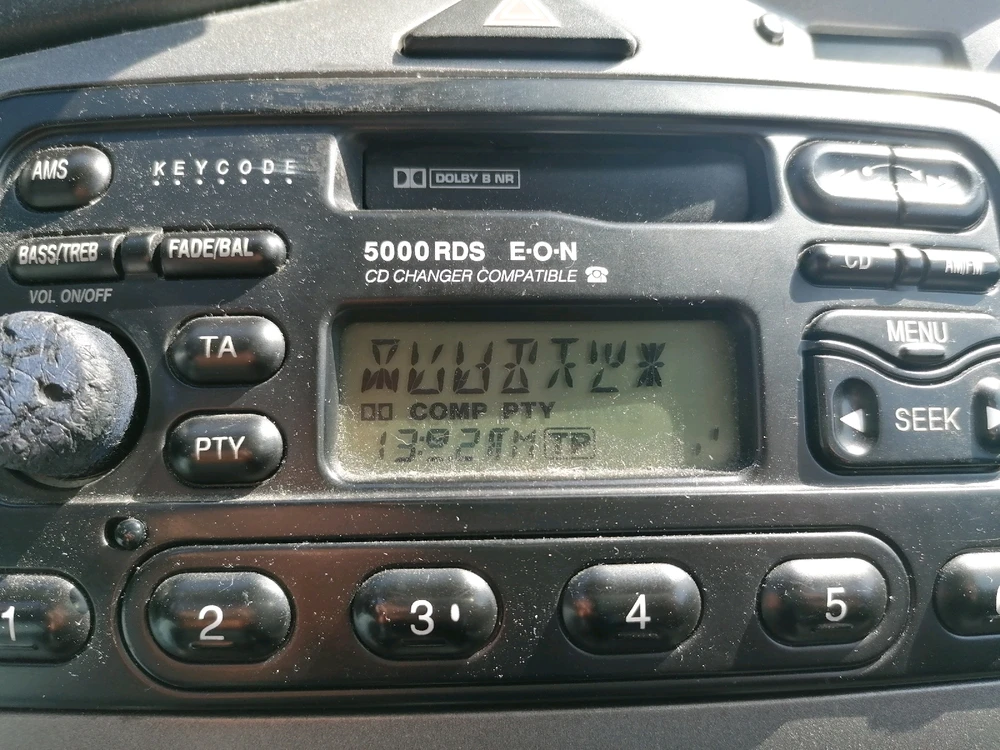 AMS
KEYCODE
DOLBY B NR
BASS/TREB
FADE/BAL
5000 RDS E·O·N
CD CHANGER COMPATIBLE
CD
AM/FM
VOL ON/OFF
TA
MENU
COMP PTY
TP
SEEK
PTY
1
2
3
4
5